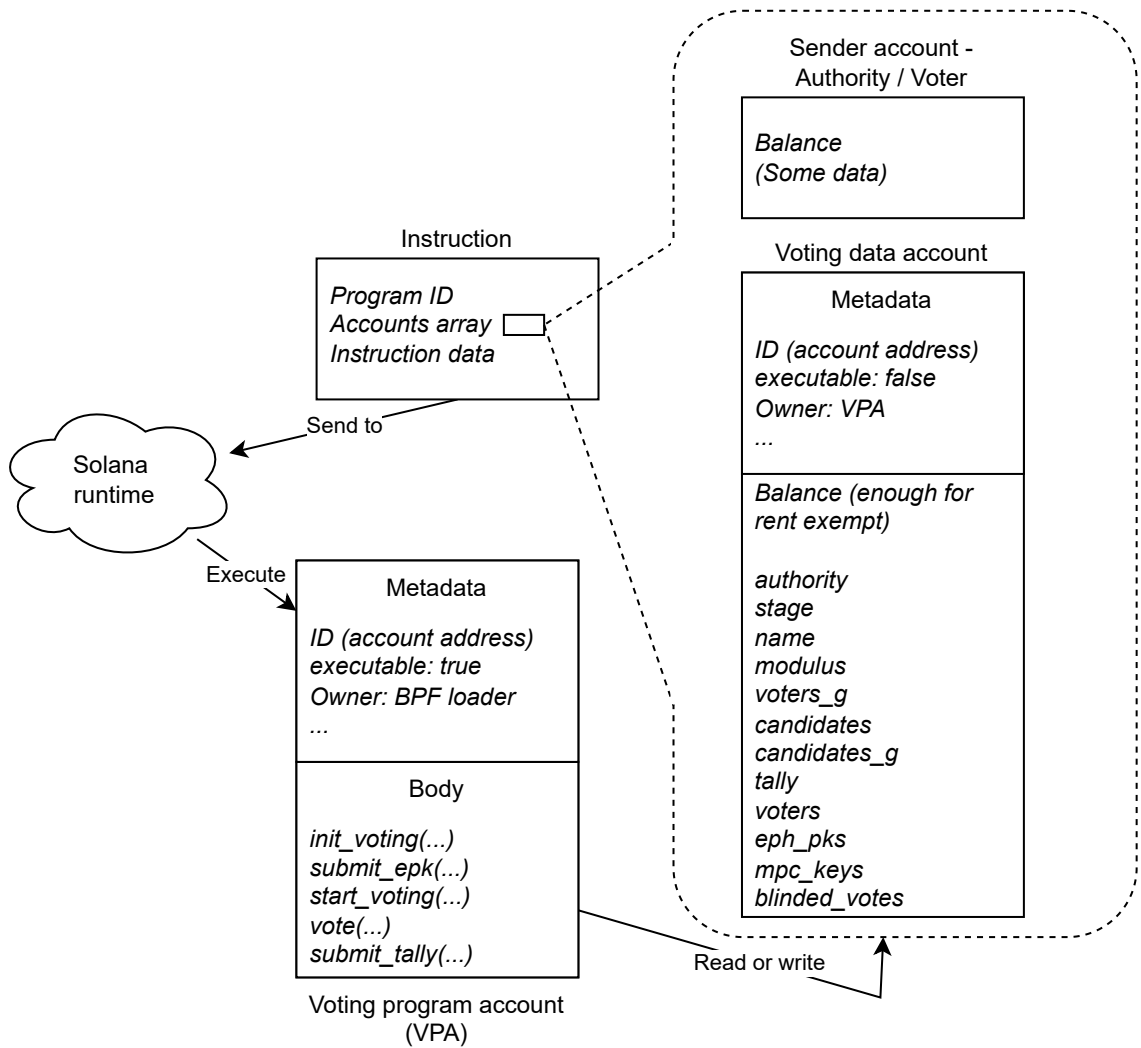 Sender account -
Authority / Voter
Balance
(Some data)
Instruction
Program ID
Accounts array
Instruction data
Send to
Solana
runtime
Execute
Metadata
ID (account address)
executable: true
Owner: BPF loader
...
Body
init_voting(...)
submit_epk(...)
start_voting(...)
vote(...)
submit_tally(...)
Voting program account
(VPA)
Voting data account
Metadata
ID (account address)
executable: false
Owner: VPA
...
Balance (enough for
rent exempt)
authority
stage
name
modulus
voters_g
candidates
candidates_g
tally
voters
eph_pks
mpc_keys
blinded_votes
Read or write